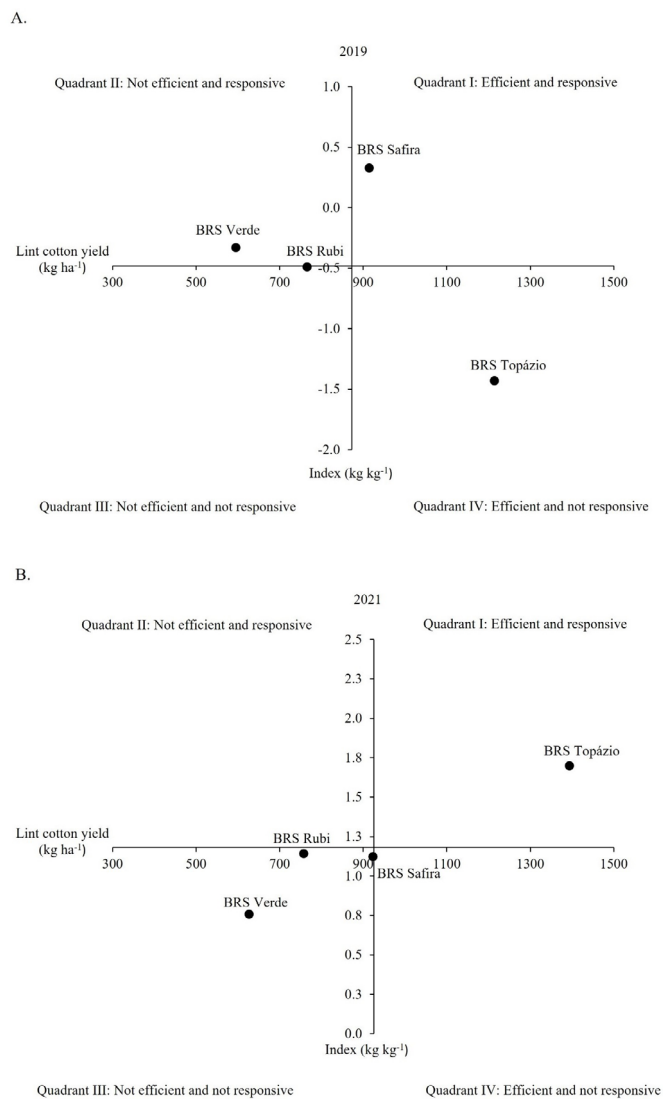 A.
2019
Quadrant II: Not efficient and responsive
Quadrant I: Efficient and responsive
1.0
0.5
BRS Safira
0.0
BRS Verde
BRS Rubi
Lint cotton yield
(kg ha⁻¹)
-0.5
300 500 700 900 1100 1300 1500
-1.0
BRS Topázio
-1.5
-2.0
Index (kg kg⁻¹)
Quadrant III: Not efficient and not responsive
Quadrant IV: Efficient and not responsive
B.
2021
Quadrant II: Not efficient and responsive
Quadrant I: Efficient and responsive
2.5
2.3
2.0
BRS Topázio
1.8
1.5
Lint cotton yield
(kg ha⁻¹)
BRS Rubi
1.3
300 500 700 900 1100 1300 1500
1.0
BRS Safira
BRS Verde
0.8
0.5
0.3
0.0
Index (kg kg⁻¹)
Quadrant III: Not efficient and not responsive
Quadrant IV: Efficient and not responsive